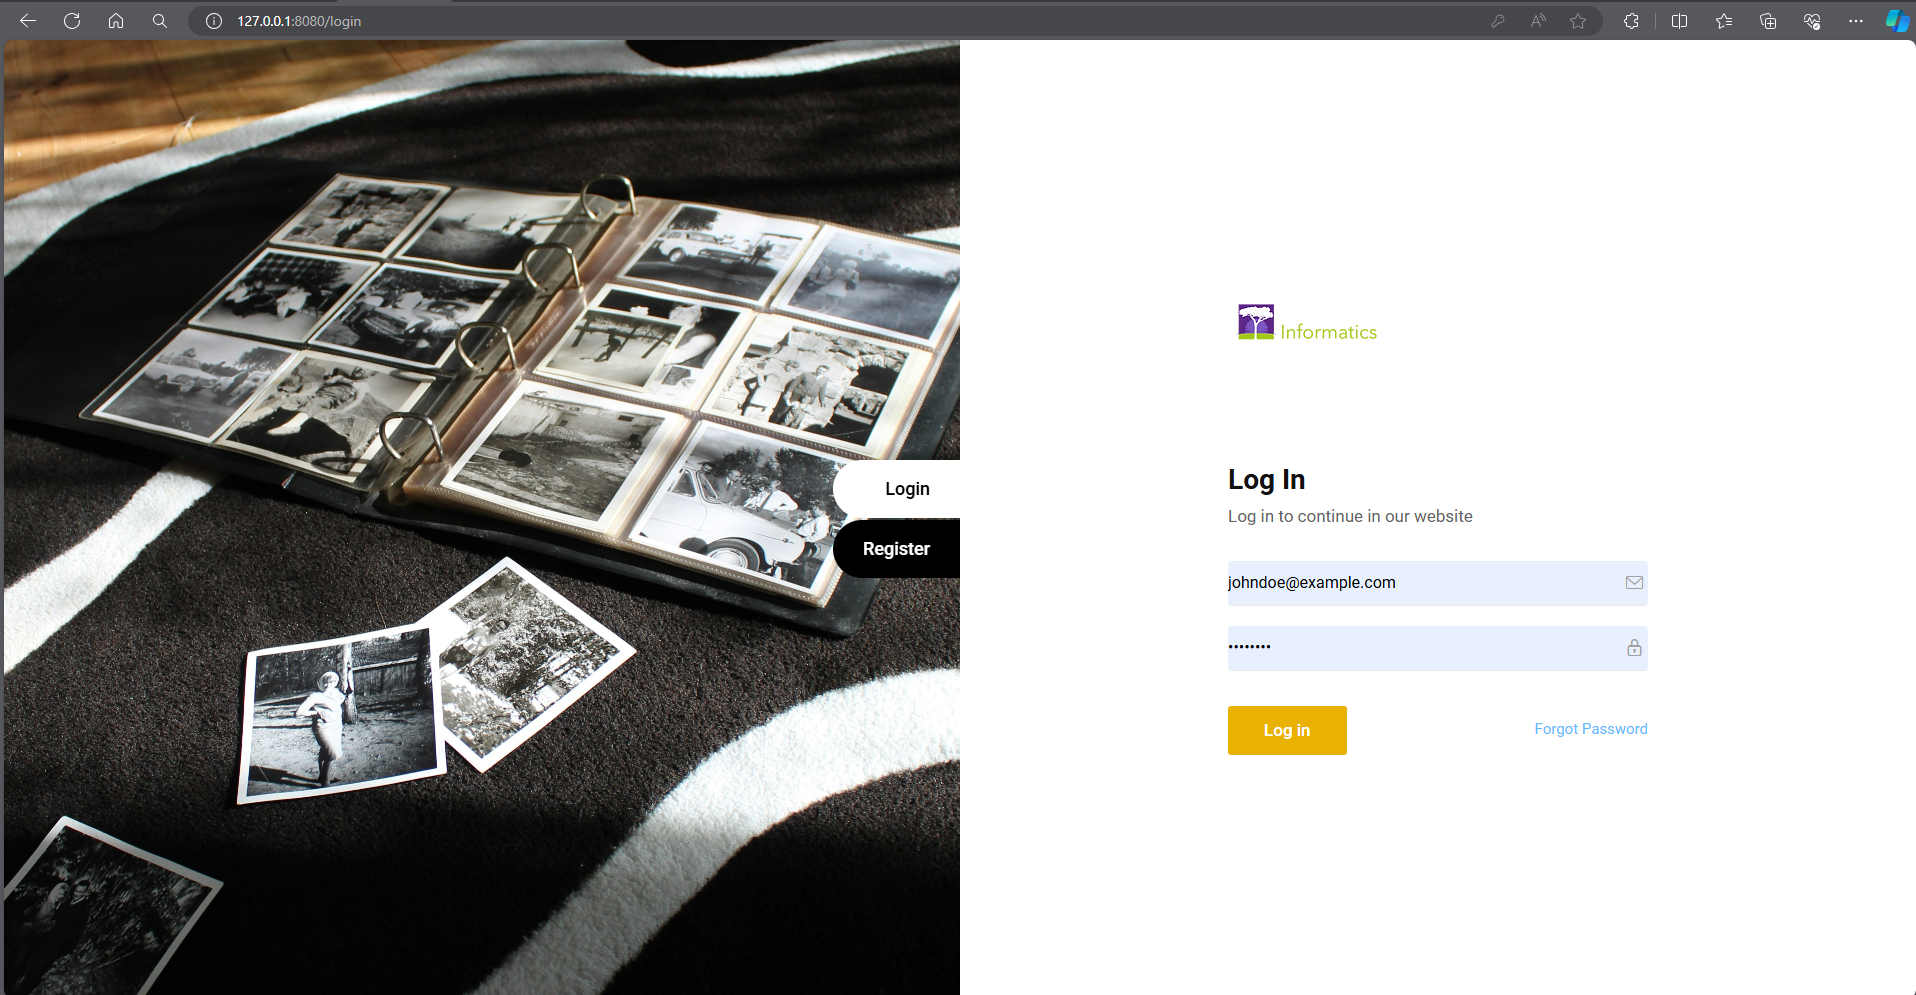 127.0.0.1:8080/login
Informatics
Login
Register
Log In
Log in to continue in our website
johndoe@example.com
••••••••
Log in
Forgot Password